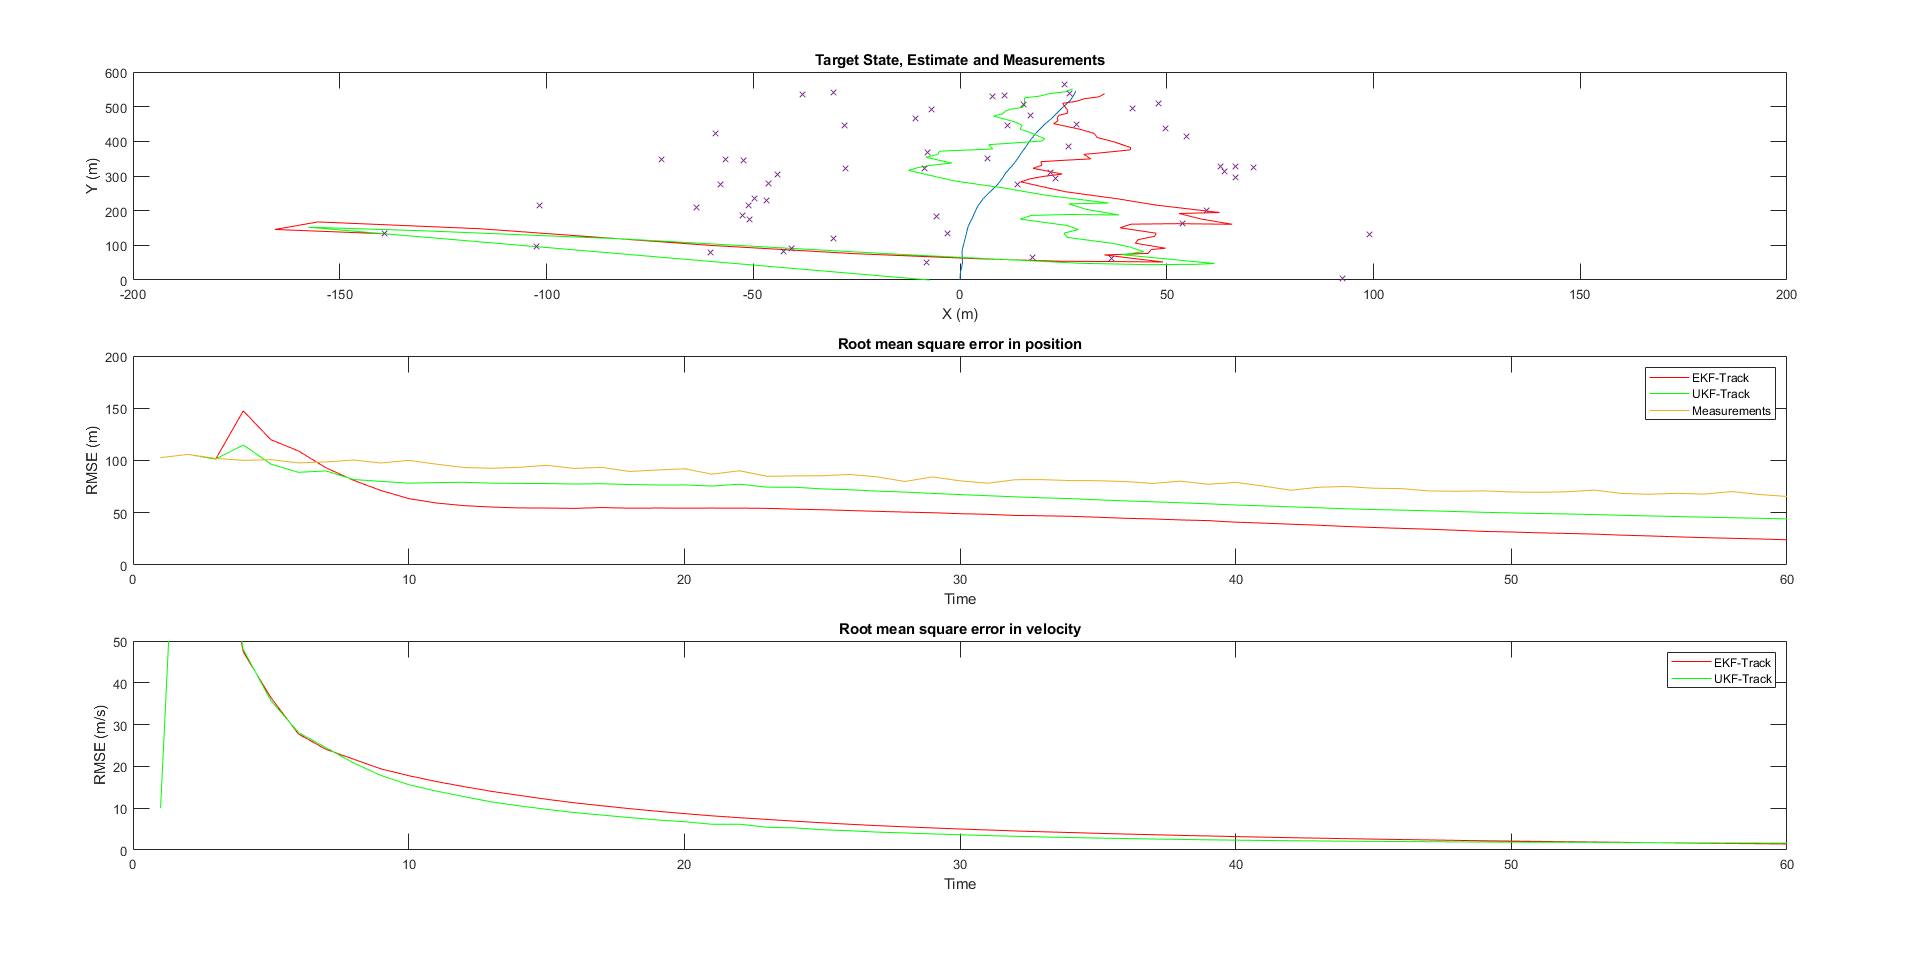 Target State, Estimate and Measurements
600
500
400
300
200
100
0
Y (m)
-200 -150 -100 -50 0 50 100 150 200
X (m)
Root mean square error in position
200
150
100
50
0
RMSE (m)
EKF-Track
UKF-Track
Measurements
0 10 20 30 40 50 60
Time
Root mean square error in velocity
50
40
30
20
10
0
RMSE (m/s)
EKF-Track
UKF-Track
0 10 20 30 40 50 60
Time